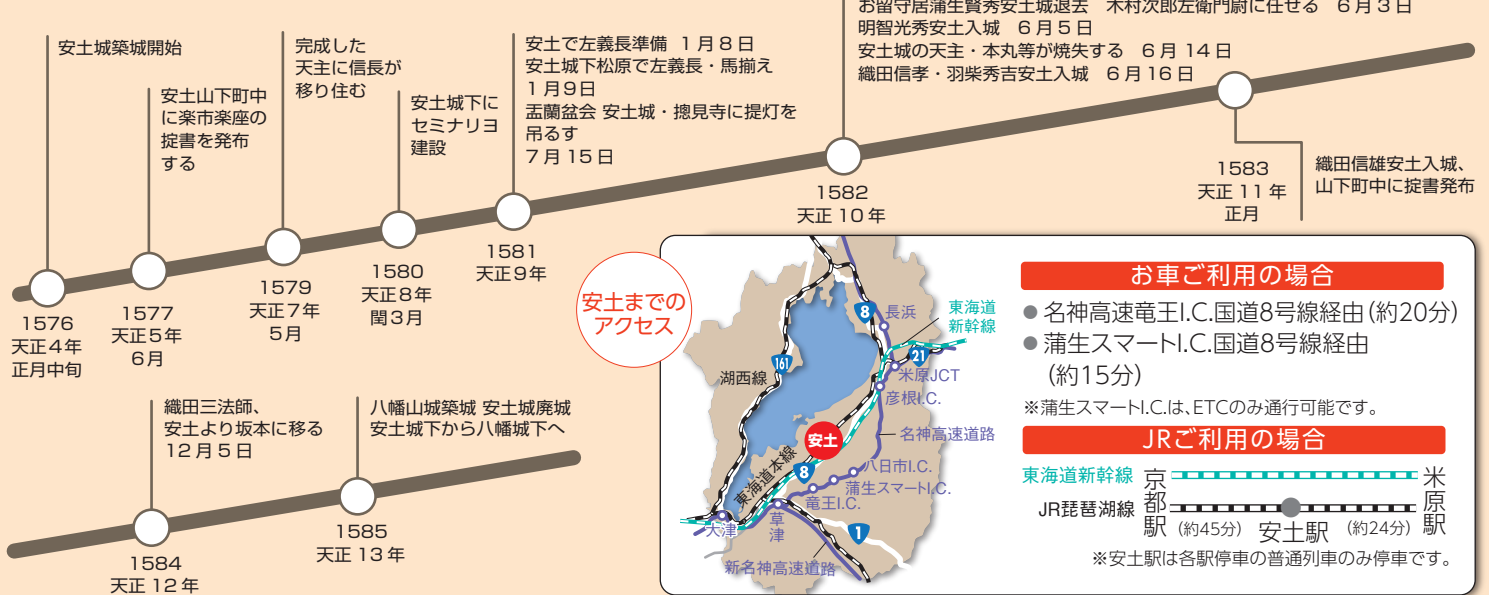 安土城築城開始
1576
天正4年
正月中旬
安土山下町中
に楽市楽座の
掟書を発布
する
1577
天正5年
6月
完成した
天主に信長が
移り住む
1579
天正7年
5月
安土城下に
セミナリヨ
建設
1580
天正8年
閏3月
安土で左義長準備 1月8日
安土城下松原で左義長・馬揃え
1月9日
盂蘭盆会 安土城・摠見寺に提灯を
吊るす
7月15日
1581
天正9年
お留守居蒲生賢秀安土城退去 木村次郎左衛門尉に任せる 6月3日
明智光秀安土入城 6月5日
安土城の天主・本丸等が焼失する 6月14日
織田信孝・羽柴秀吉安土入城 6月16日
1582
天正10年
1583
天正11年
正月
織田信雄安土入城、
山下町中に掟書発布
織田三法師、
安土より坂本に移る
12月5日
1584
天正12年
八幡山城築城 安土城廃城
安土城下から八幡城下へ
1585
天正13年
安土までの
アクセス
8
長浜
東海道
新幹線
21
161
湖西線
米原JCT
彦根I.C.
安土
名神高速道路
東海道本線
8
八日市I.C.
蒲生スマートI.C.
竜王I.C.
大津
草津
1
新名神高速道路
お車ご利用の場合
●名神高速竜王I.C.国道8号線経由(約20分)
●蒲生スマートI.C.国道8号線経由
(約15分)
※蒲生スマートI.C.は、ETCのみ通行可能です。
JRご利用の場合
東海道新幹線
JR琵琶湖線
京都駅
(約45分)
安土駅
(約24分)
米原駅
※安土駅は各駅停車の普通列車のみ停車です。